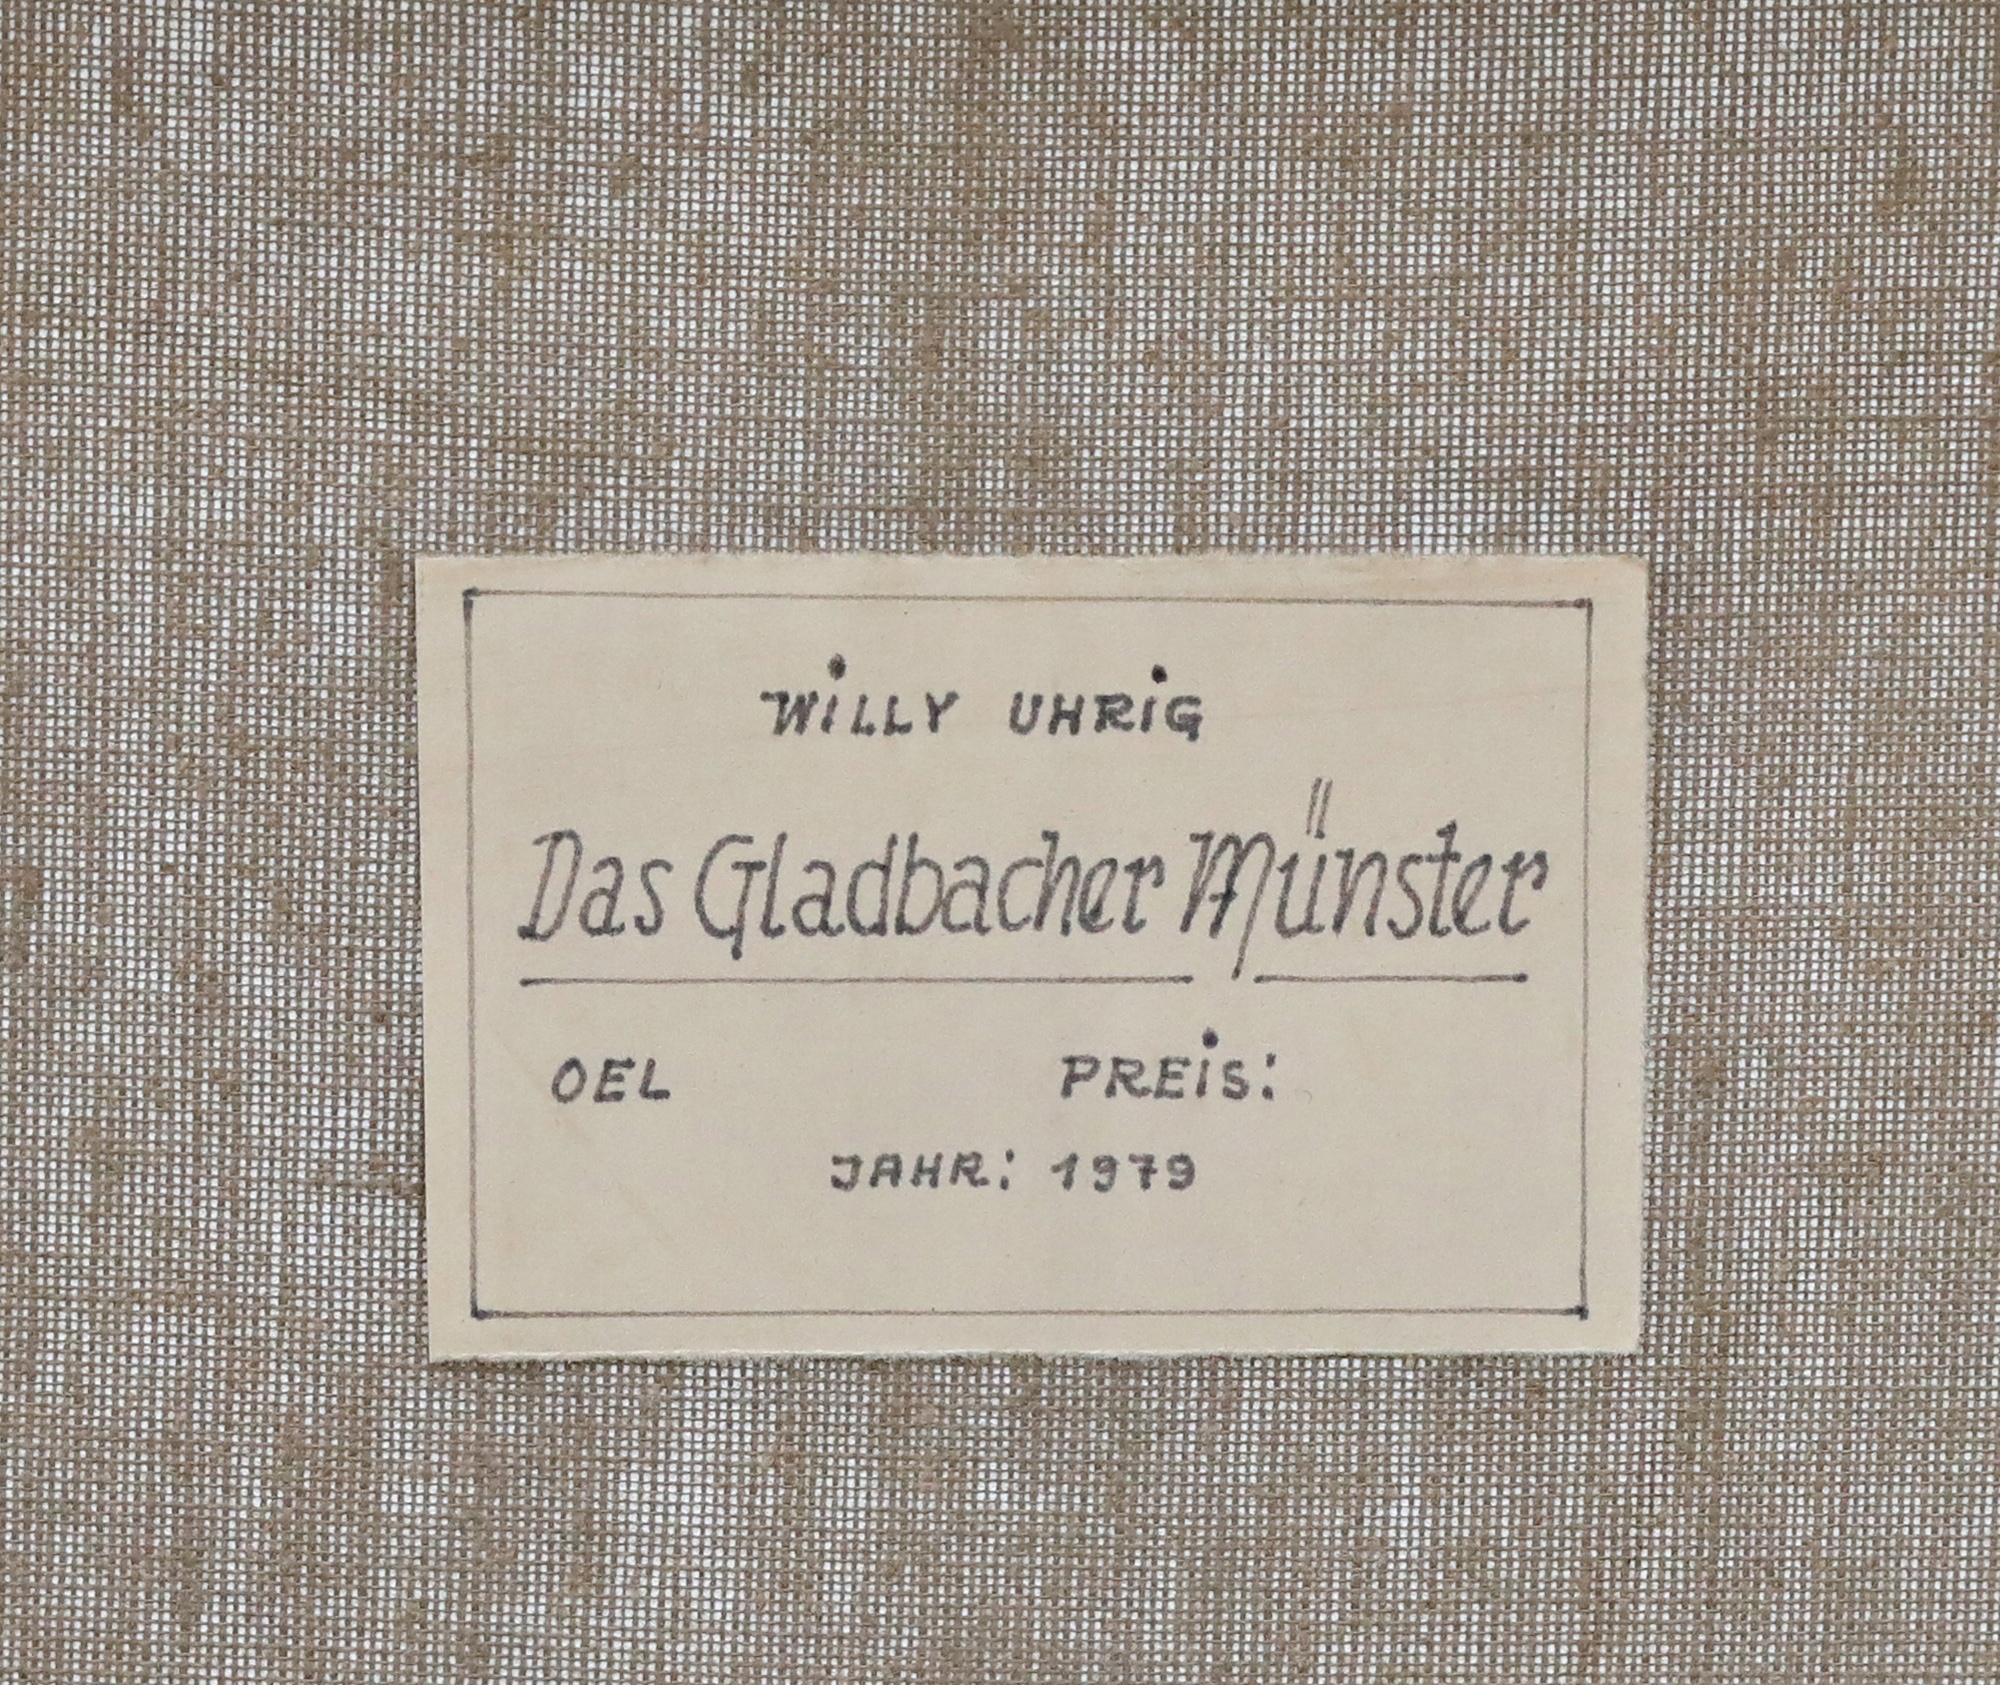 WiLLY UHRiG
Das Gladbacher Münster
OEL PREiS:
JAHR: 1979